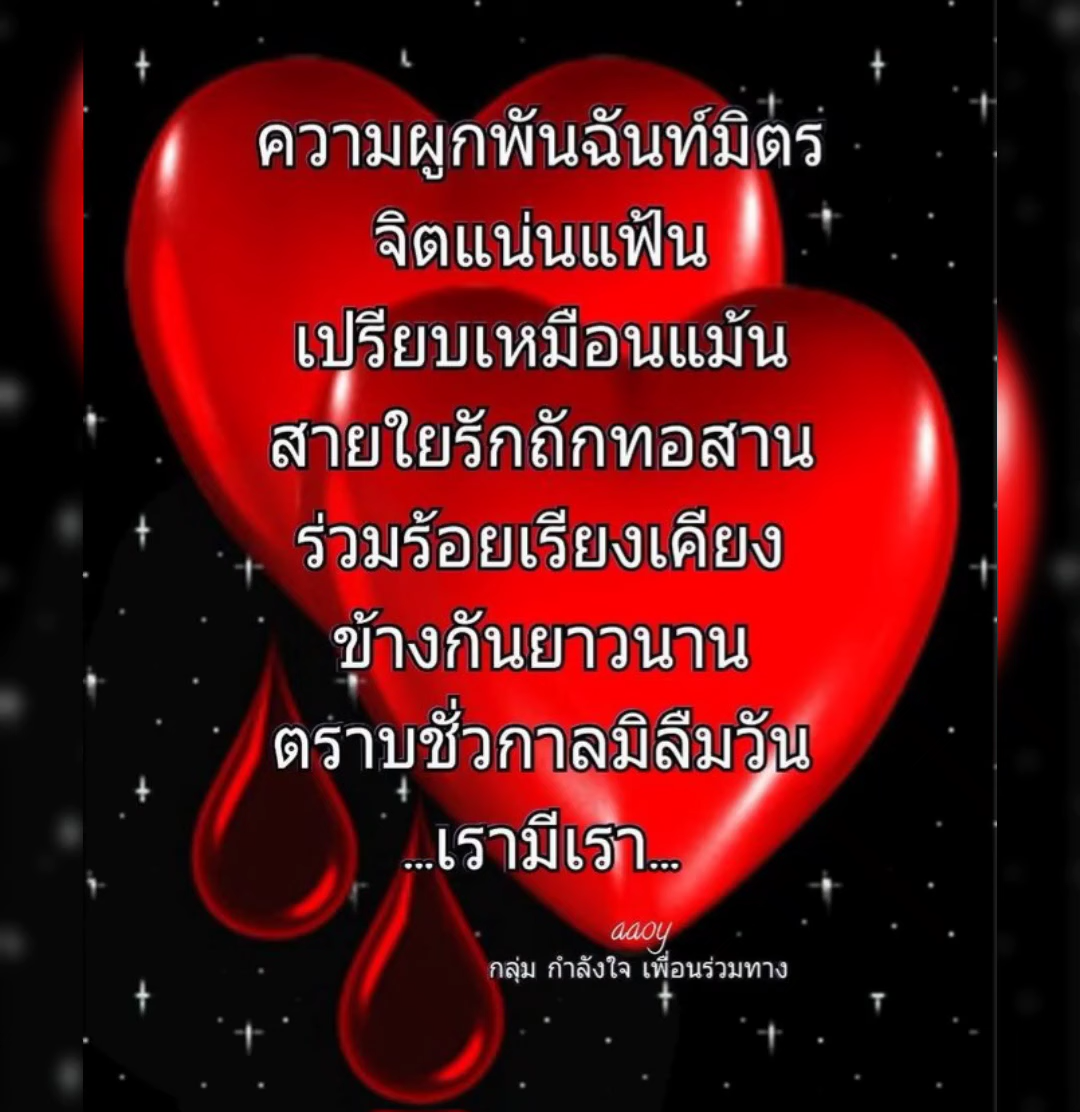 ความผูกพันฉันท์มิตร
จิตแน่นแฟ้น
เปรียบเหมือนแม้น
สายใยรักถักทอสาน
ร่วมร้อยเรียงเคียง
ข้างกันยาวนาน
ตราบชั่วกาลมิลืมวัน
...เรามีเรา...
aaoy
กลุ่ม กำลังใจ เพื่อนร่วมทาง